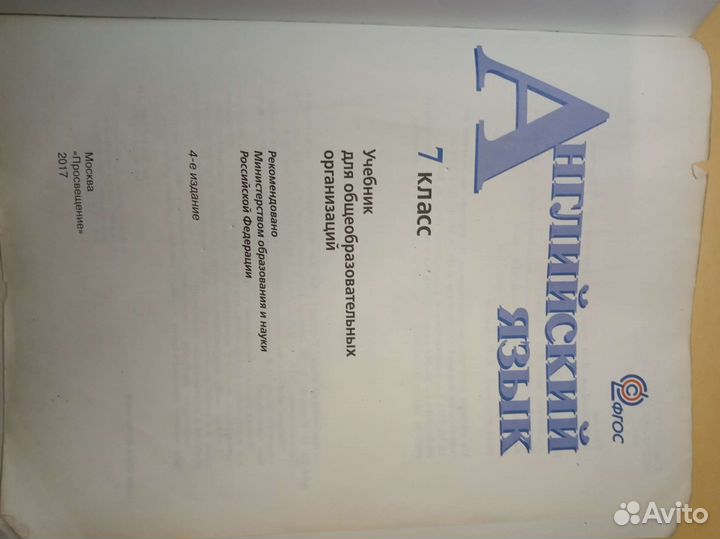 ФГОС
Английский
язык
7 класс
Учебник
для общеобразовательных
организаций
Рекомендовано
Министерством образования и науки
Российской Федерации
4-е издание
Москва
«Просвещение»
2017
Avito